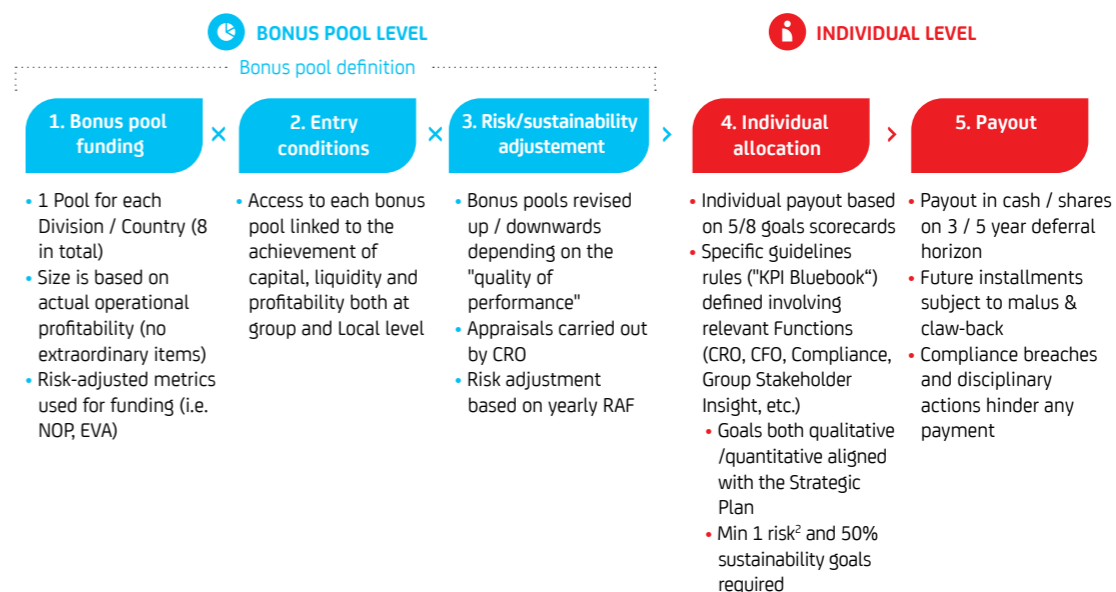 BONUS POOL LEVEL
INDIVIDUAL LEVEL
Bonus pool definition
1. Bonus pool
funding
×
2. Entry
conditions
×
3. Risk/sustainability
adjustement
>
4. Individual
allocation
>
5. Payout
• 1 Pool for each
Division / Country (8
in total)
• Size is based on
actual operational
profitability (no
extraordinary items)
• Risk-adjusted metrics
used for funding (i.e.
NOP, EVA)
• Access to each bonus
pool linked to the
achievement of
capital, liquidity and
profitability both at
group and Local level
• Bonus pools revised
up / downwards
depending on the
"quality of
performance"
• Appraisals carried out
by CRO
• Risk adjustment
based on yearly RAF
• Individual payout based
on 5/8 goals scorecards
• Specific guidelines
rules ("KPI Bluebook“)
defined involving
relevant Functions
(CRO, CFO, Compliance,
Group Stakeholder
Insight, etc.)
• Goals both qualitative
/quantitative aligned
with the Strategic
Plan
• Min 1 risk² and 50%
sustainability goals
required
• Payout in cash / shares
on 3 / 5 year deferral
horizon
• Future installments
subject to malus &
claw-back
• Compliance breaches
and disciplinary
actions hinder any
payment